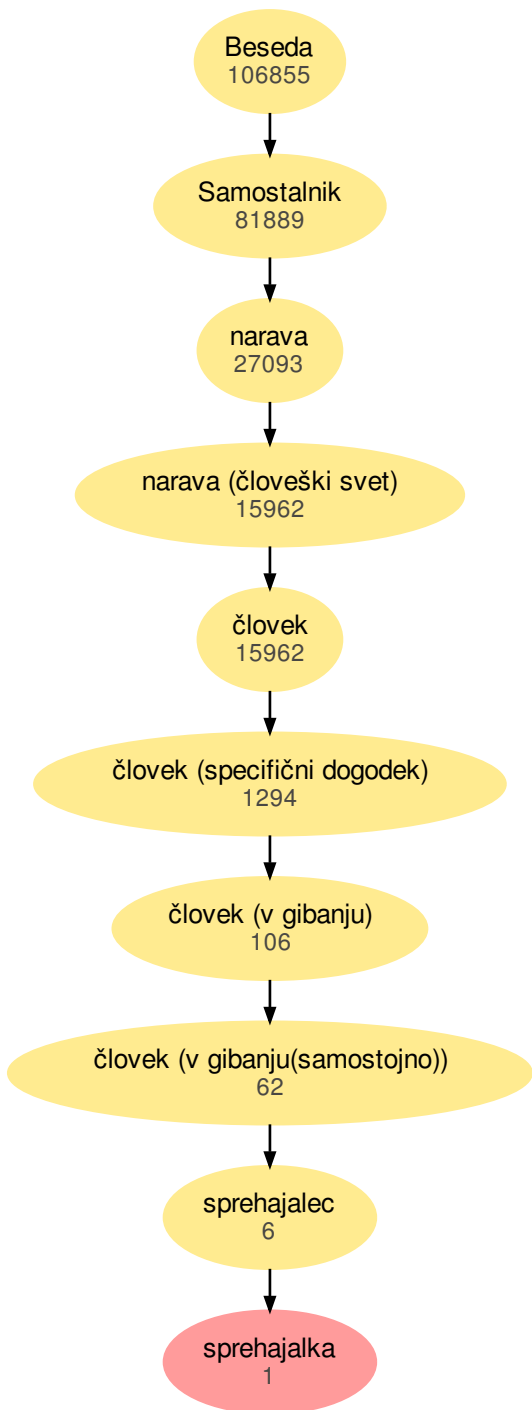 Beseda
106855
Samostalnik
81889
narava
27093
narava (človeški svet)
15962
človek
15962
človek (specifični dogodek)
1294
človek (v gibanju)
106
človek (v gibanju(samostojno))
62
sprehajalec
6
sprehajalka
1